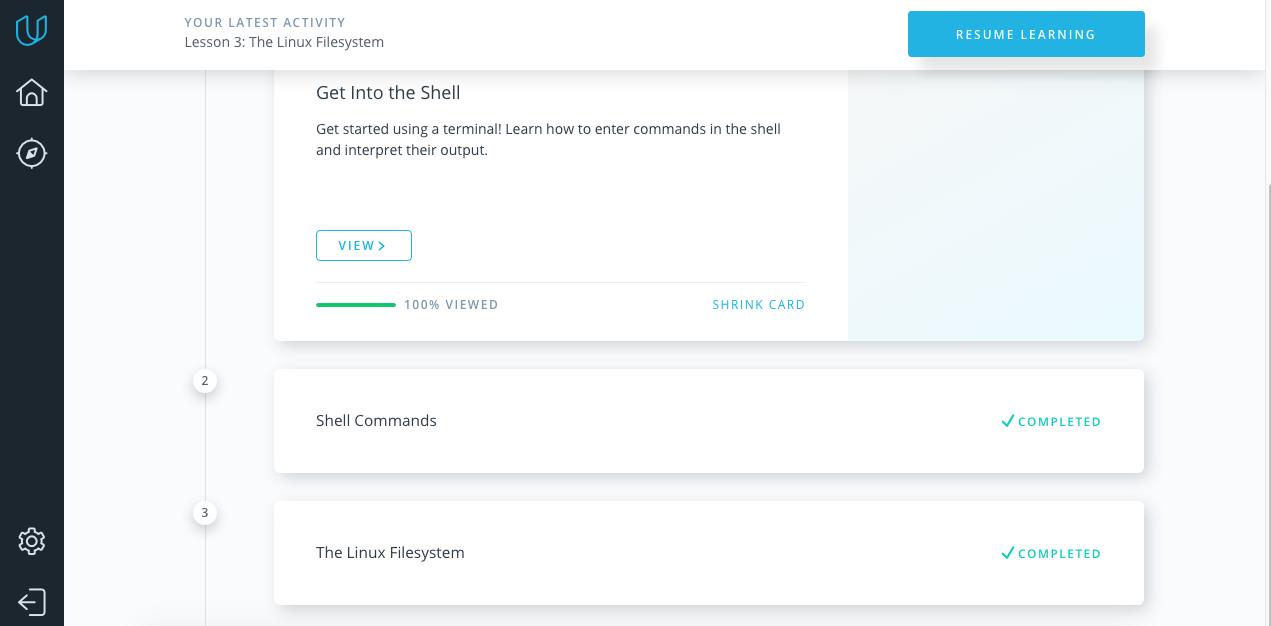 YOUR LATEST ACTIVITY
Lesson 3: The Linux Filesystem
RESUME LEARNING
Get Into the Shell
Get started using a terminal! Learn how to enter commands in the shell
and interpret their output.
VIEW
100% VIEWED
SHRINK CARD
2
Shell Commands
COMPLETED
3
The Linux Filesystem
COMPLETED